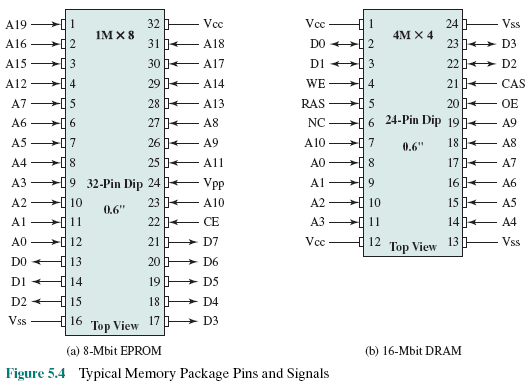 A19 1 32 Vcc
A16 2 1M × 8 31 A18
A15 3 30 A17
A12 4 29 A14
A7 5 28 A13
A6 6 27 A8
A5 7 26 A9
A4 8 25 A11
A3 9 32-Pin Dip 24 Vpp
A2 10 0.6" 23 A10
A1 11 22 CE
A0 12 21 D7
D0 13 20 D6
D1 14 19 D5
D2 15 18 D4
Vss 16 Top View 17 D3
(a) 8-Mbit EPROM
Vcc 1 24 Vss
D0 2 4M × 4 23 D3
D1 3 22 D2
WE 4 21 CAS
RAS 5 20 OE
NC 6 24-Pin Dip 19 A9
A10 7 0.6" 18 A8
A0 8 17 A7
A1 9 16 A6
A2 10 15 A5
A3 11 14 A4
Vcc 12 Top View 13 Vss
(b) 16-Mbit DRAM
Figure 5.4 Typical Memory Package Pins and Signals